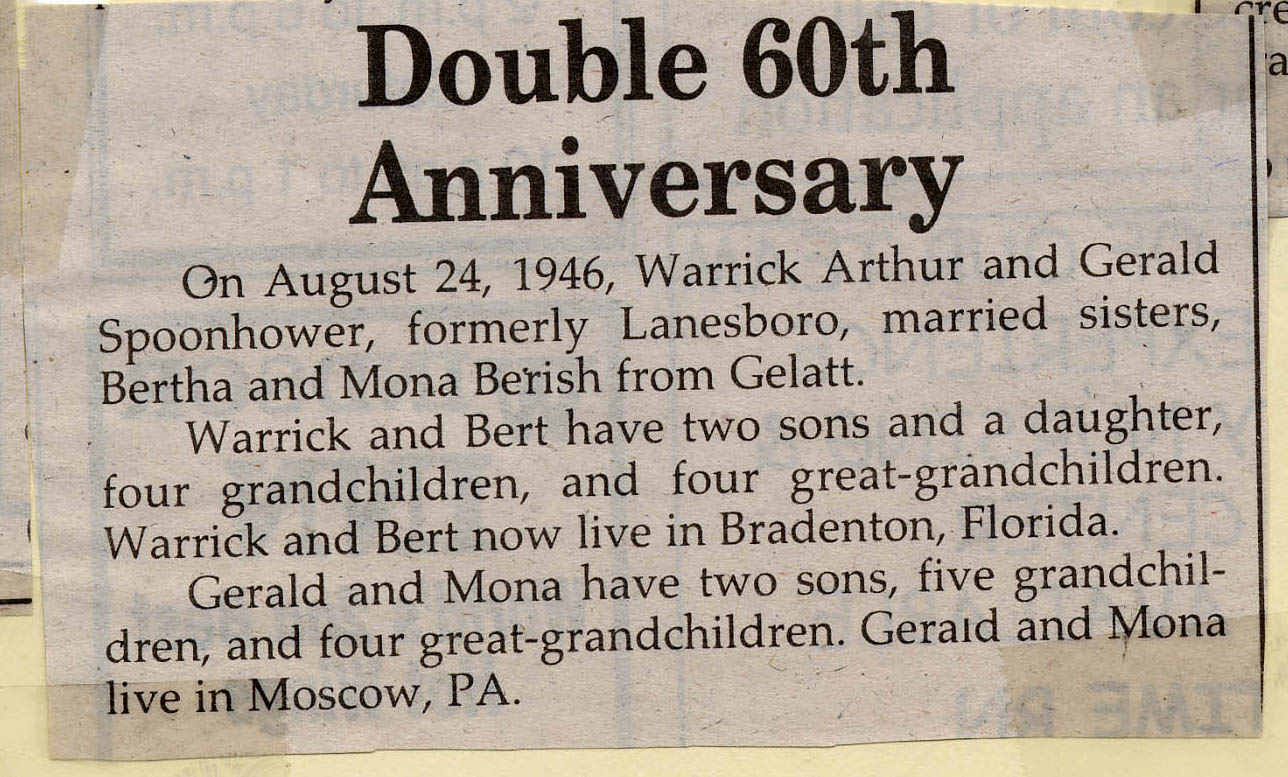 Double 60th
Anniversary
On August 24, 1946, Warrick Arthur and Gerald
Spoonhower, formerly Lanesboro, married sisters,
Bertha and Mona Berish from Gelatt.
Warrick and Bert have two sons and a daughter,
four grandchildren, and four great-grandchildren.
Warrick and Bert now live in Bradenton, Florida.
Gerald and Mona have two sons, five grandchil-
dren, and four great-grandchildren. Gerald and Mona
live in Moscow, PA.